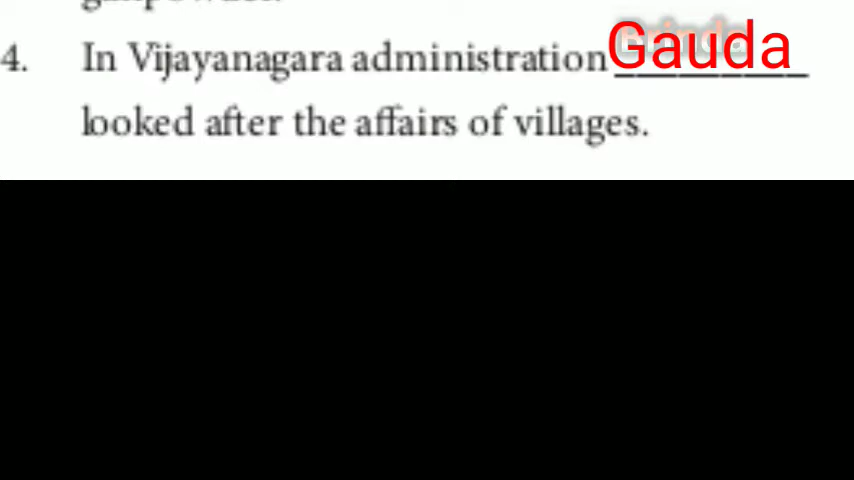 4. In Vijayanagara administration Gauda
looked after the affairs of villages.